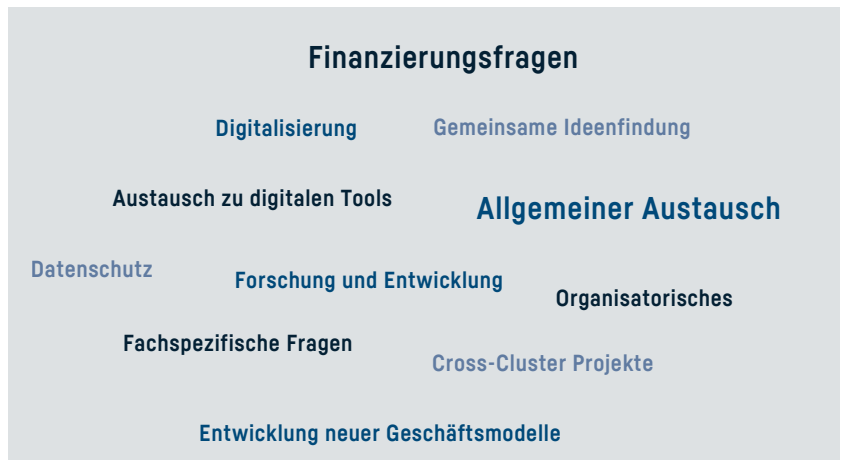 Finanzierungsfragen
Digitalisierung
Gemeinsame Ideenfindung
Austausch zu digitalen Tools
Allgemeiner Austausch
Datenschutz
Forschung und Entwicklung
Organisatorisches
Fachspezifische Fragen
Cross-Cluster Projekte
Entwicklung neuer Geschäftsmodelle